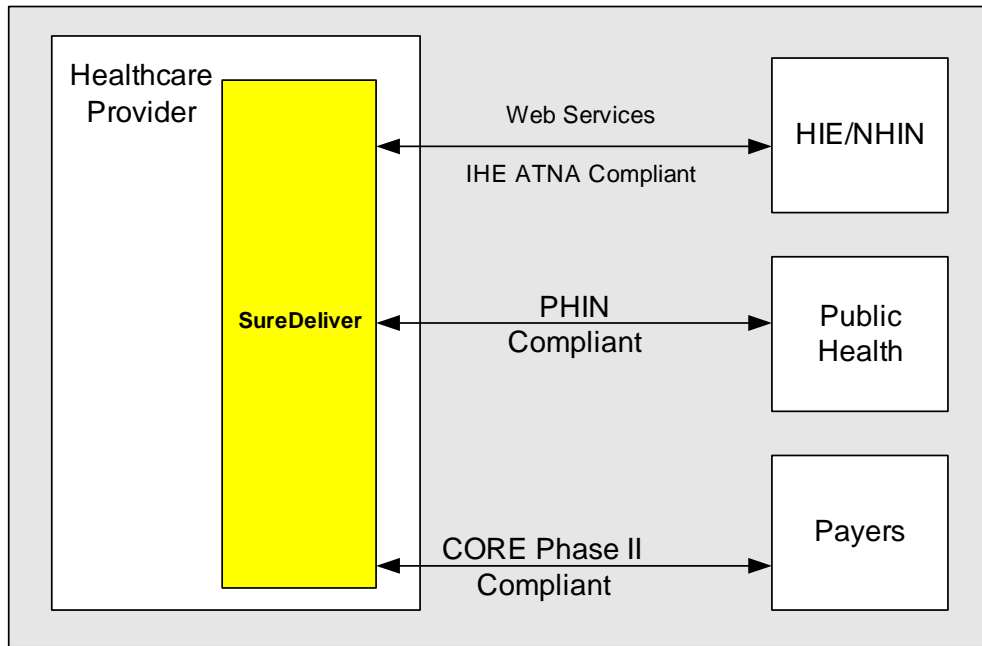 Healthcare
Provider
SureDeliver
Web Services
IHE ATNA Compliant
HIE/NHIN
PHIN
Compliant
Public
Health
CORE Phase II
Compliant
Payers